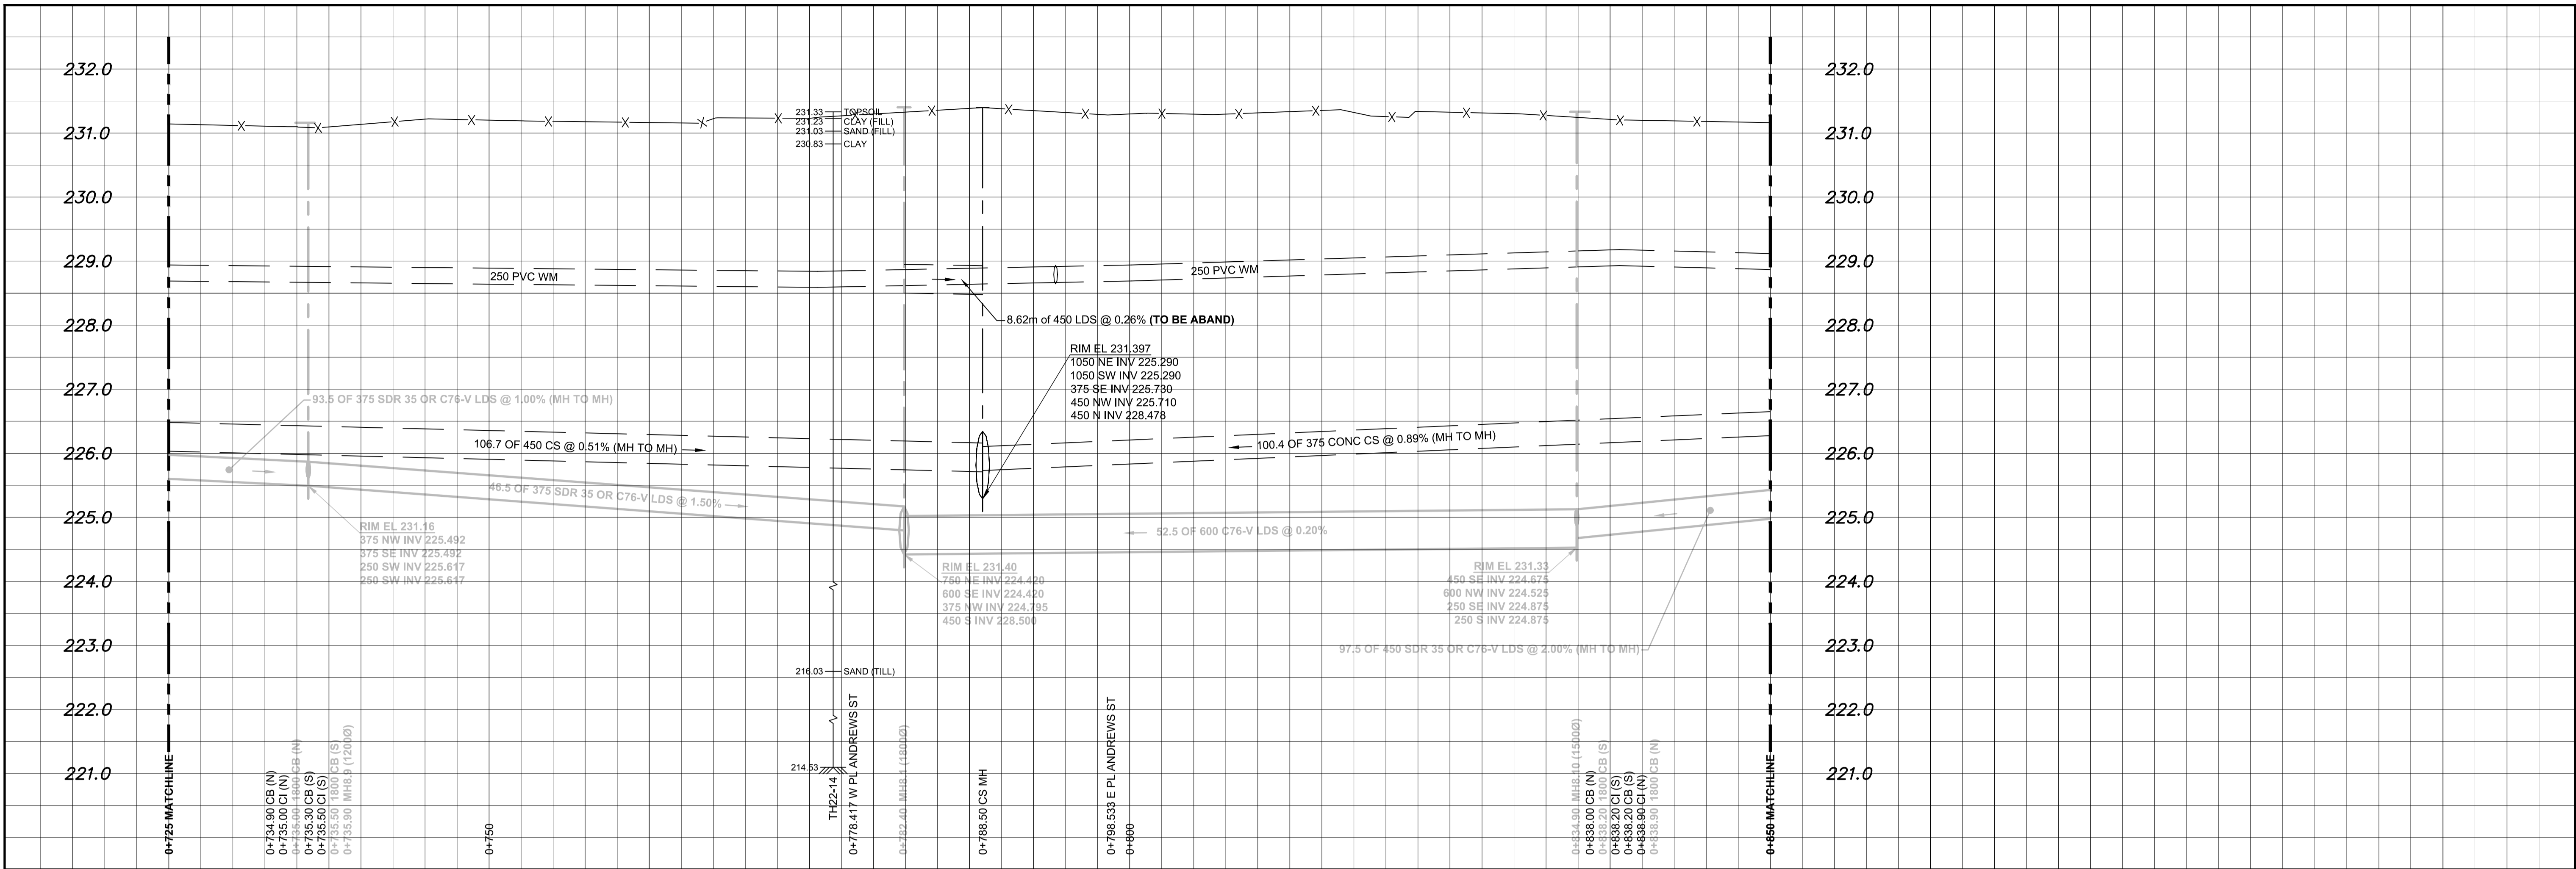 232.0
231.0
230.0
229.0
228.0
227.0
226.0
225.0
224.0
223.0
222.0
221.0
232.0
231.0
230.0
229.0
228.0
227.0
226.0
225.0
224.0
223.0
222.0
221.0
231.33 TOPSOIL
231.23 CLAY (FILL)
231.03 SAND (FILL)
230.83 CLAY
216.03 SAND (TILL)
214.53
250 PVC WM
250 PVC WM
8.62m of 450 LDS @ 0.26% (TO BE ABAND)
RIM EL 231.397
1050 NE INV 225.290
1050 SW INV 225.290
375 SE INV 225.730
450 NW INV 225.710
450 N INV 228.478
93.5 OF 375 SDR 35 OR C76-V LDS @ 1.00% (MH TO MH)
106.7 OF 450 CS @ 0.51% (MH TO MH)
100.4 OF 375 CONC CS @ 0.89% (MH TO MH)
46.5 OF 375 SDR 35 OR C76-V LDS @ 1.50%
52.5 OF 600 C76-V LDS @ 0.20%
RIM EL 231.16
375 NW INV 225.492
375 SE INV 225.492
250 SW INV 225.617
250 SW INV 225.617
RIM EL 231.40
750 NE INV 224.420
600 SE INV 224.420
375 NW INV 224.795
450 S INV 228.500
RIM EL 231.33
450 SE INV 224.675
600 NW INV 224.525
250 SE INV 224.875
250 S INV 224.875
97.5 OF 450 SDR 35 OR C76-V LDS @ 2.00% (MH TO MH)
0+725 MATCHLINE
0+734.90 CB (N)
0+735.00 CI (N)
0+735.00 1800 CB (N)
0+735.30 CB (S)
0+735.50 CI (S)
0+735.50 1800 CB (S)
0+735.90 MH8.9 (1200Ø)
0+750
TH22-14
0+778.417 W PL ANDREWS ST
0+782.40 MH8.1 (1800Ø)
0+788.50 CS MH
0+798.533 E PL ANDREWS ST
0+800
0+834.90 MH8.10 (1500Ø)
0+838.00 CB (N)
0+838.20 1800 CB (S)
0+838.20 CI (S)
0+838.20 CB (S)
0+838.90 CI (N)
0+838.90 1800 CB (N)
0+850 MATCHLINE